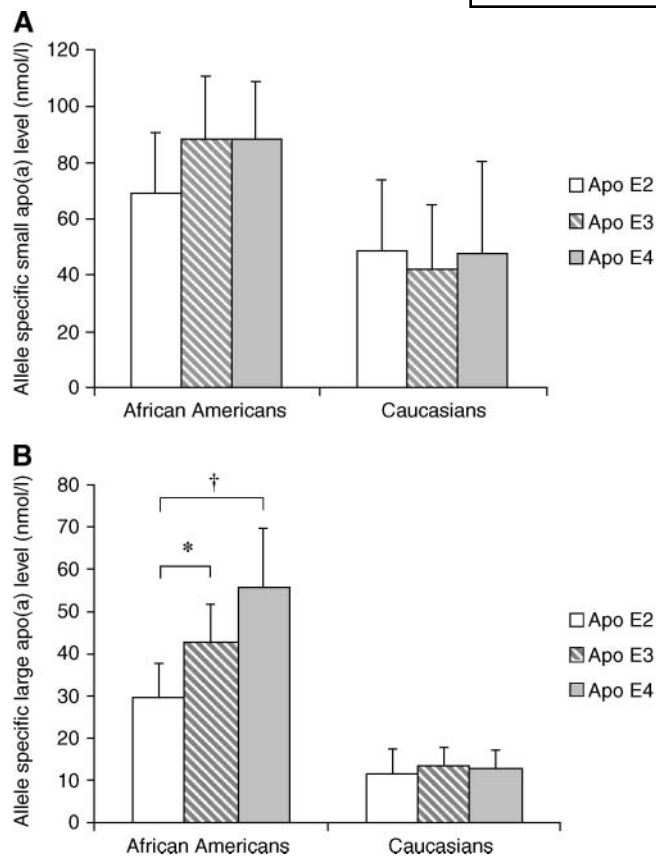 A
Allele specific small apo(a) level (nmol/l)
120
100
80
60
40
20
0
African Americans
Caucasians
Apo E2
Apo E3
Apo E4
B
Allele specific large apo(a) level (nmol/l)
80
70
60
50
40
30
20
10
0
†
*
African Americans
Caucasians
Apo E2
Apo E3
Apo E4